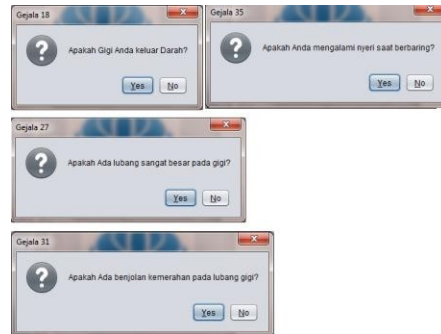 Gejala 18
Apakah Gigi Anda keluar Darah?
Yes No
Gejala 35
Apakah Anda mengalami nyeri saat berbaring?
Yes No
Gejala 27
Apakah Ada lubang sangat besar pada gigi?
Yes No
Gejala 31
Apakah Ada benjolan kemerahan pada lubang gigi?
Yes No